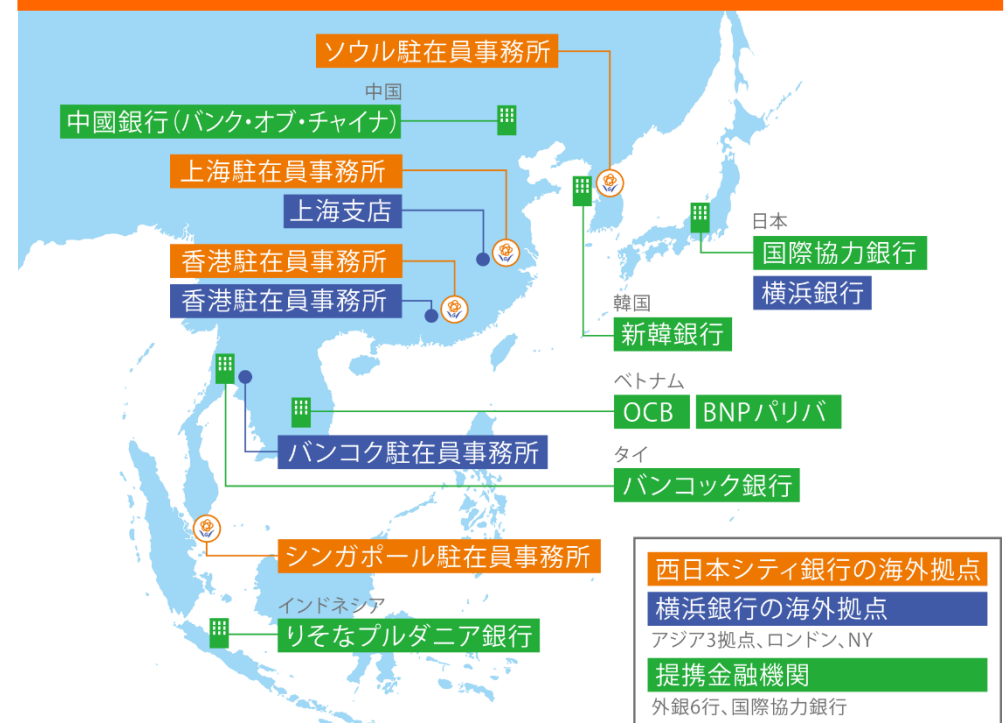 ソウル駐在員事務所
中国
中國銀行(バンク・オブ・チャイナ)
上海駐在員事務所
上海支店
香港駐在員事務所
香港駐在員事務所
日本
国際協力銀行
横浜銀行
韓国
新韓銀行
ベトナム
OCB BNPパリバ
バンコク駐在員事務所
タイ
バンコック銀行
シンガポール駐在員事務所
インドネシア
りそなプルダニア銀行
西日本シティ銀行の海外拠点
横浜銀行の海外拠点
アジア3拠点、ロンドン、NY
提携金融機関
外銀6行、国際協力銀行